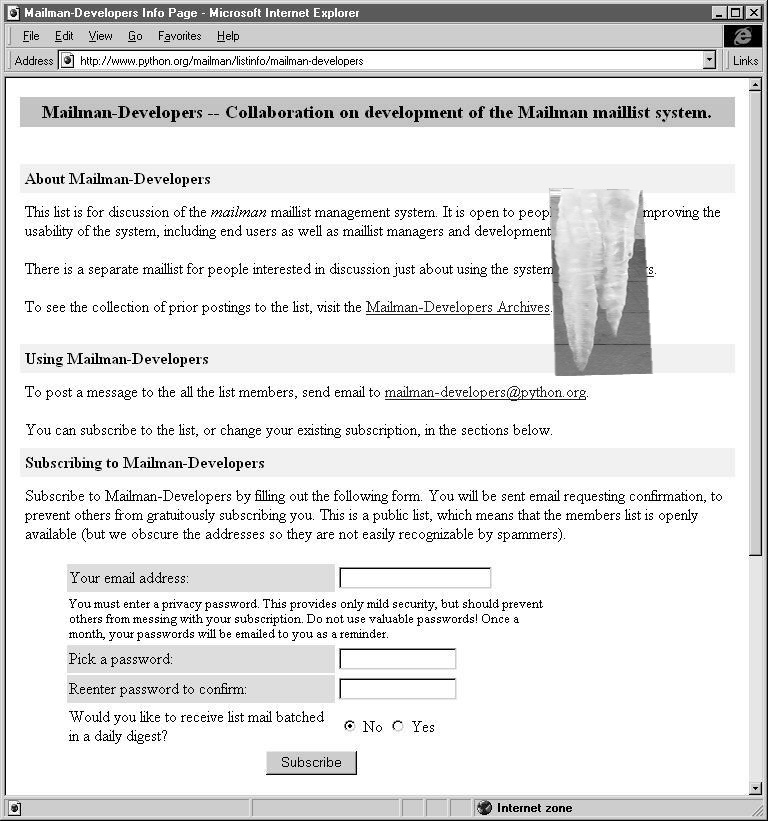 Mailman-Developers Info Page - Microsoft Internet Explorer
File Edit View Go Favorites Help
Address http://www.python.org/mailman/listinfo/mailman-developers Links
Mailman-Developers -- Collaboration on development of the Mailman maillist system.
About Mailman-Developers
This list is for discussion of the mailman maillist management system. It is open to mproving the
usability of the system, including end users as well as maillist managers and development
There is a separate maillist for people interested in discussion just about using the system
To see the collection of prior postings to the list, visit the Mailman-Developers Archives.
Using Mailman-Developers
To post a message to the all the list members, send email to mailman-developers@python.org.
You can subscribe to the list, or change your existing subscription, in the sections below.
Subscribing to Mailman-Developers
Subscribe to Mailman-Developers by filling out the following form. You will be sent email requesting confirmation, to
prevent others from gratuitously subscribing you. This is a public list, which means that the members list is openly
available (but we obscure the addresses so they are not easily recognizable by spammers).
Your email address:
You must enter a privacy password. This provides only mild security, but should prevent
others from messing with your subscription. Do not use valuable passwords! Once a
month, your passwords will be emailed to you as a reminder.
Pick a password:
Reenter password to confirm:
Would you like to receive list mail batched
in a daily digest?
No Yes
Subscribe
Internet zone